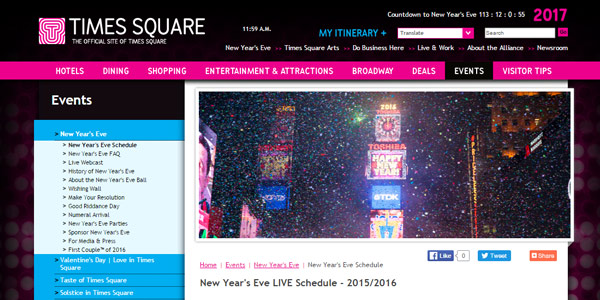 TIMES SQUARE
THE OFFICIAL SITE OF TIMES SQUARE
11:59 A.M.
Countdown to New Year's Eve 113 : 12 : 0 : 55
2017
MY ITINERARY +
Translate
Search
New Year's Eve >> Times Square Arts >> Do Business Here >> Live & Work >> About the Alliance >> Newsroom
HOTELS DINING SHOPPING ENTERTAINMENT & ATTRACTIONS BROADWAY DEALS EVENTS VISITOR TIPS
Events
> New Year's Eve
> New Year's Eve Schedule
> New Year's Eve FAQ
> Live Webcast
> History of New Year's Eve
> About the New Year's Eve Ball
> Wishing Wall
> Make Your Resolution
> Good Riddance Day
> Numeral Arrival
> New Year's Eve Parties
> Sponsor New Year's Eve
> For Media & Press
> First Couple™ of 2016
> Valentine's Day | Love in Times
Square
> Taste of Times Square
> Solstice in Times Square
2015
TOSHIBA
HAPPY
NEW
YEAR!
TDK
Like 0
Tweet
Share
Home | Events | New Year's Eve | New Year's Eve Schedule
New Year's Eve LIVE Schedule - 2015/2016